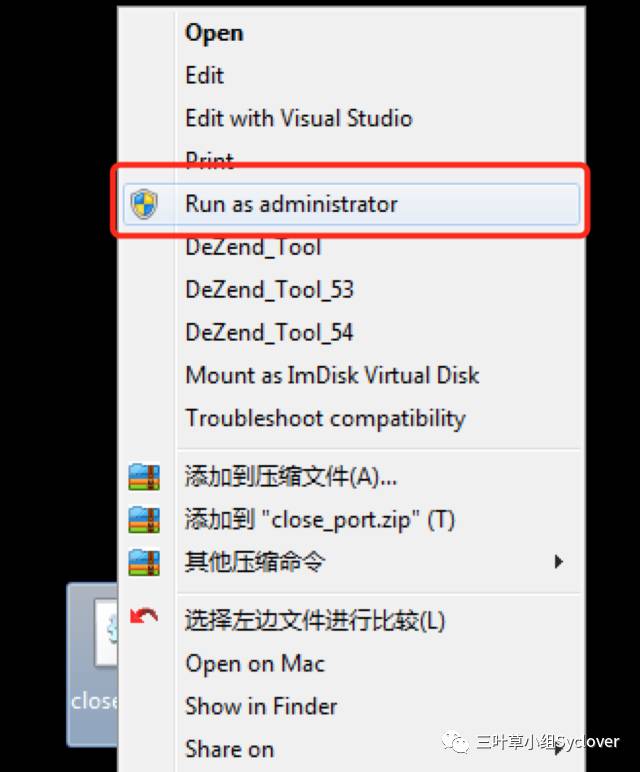 Open
Edit
Edit with Visual Studio
Print
Run as administrator
DeZend_Tool
DeZend_Tool_53
DeZend_Tool_54
Mount as ImDisk Virtual Disk
Troubleshoot compatibility
添加到压缩文件(A)...
添加到 "close_port.zip" (T)
其他压缩命令
选择左边文件进行比较(L)
Open on Mac
close
Show in Finder
Share on
三叶草小组Syclover